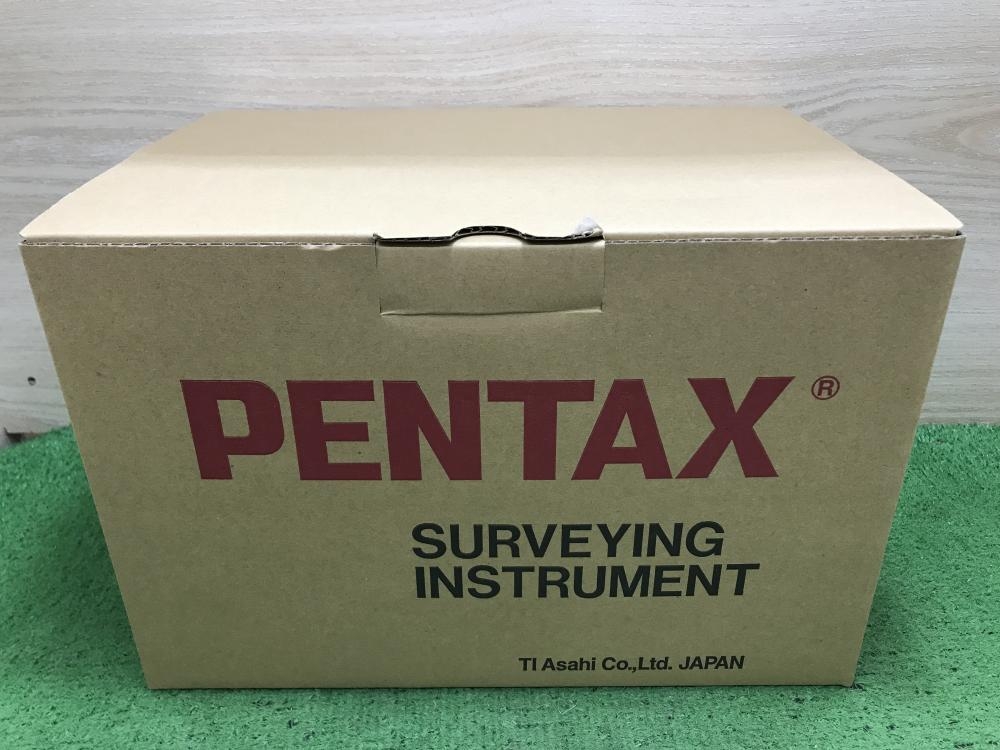 PENTAX®
SURVEYING
INSTRUMENT
TI Asahi Co.,Ltd. JAPAN